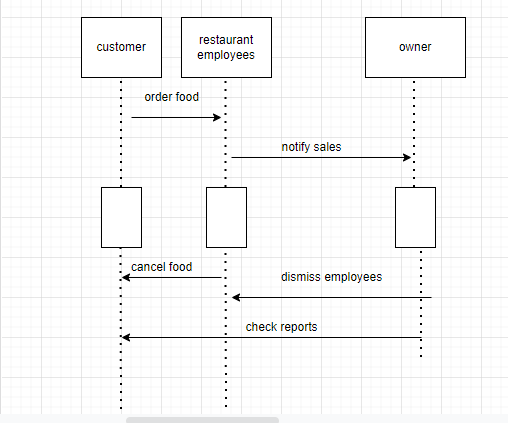 customer
restaurant
employees
owner
order food
notify sales
cancel food
dismiss employees
check reports